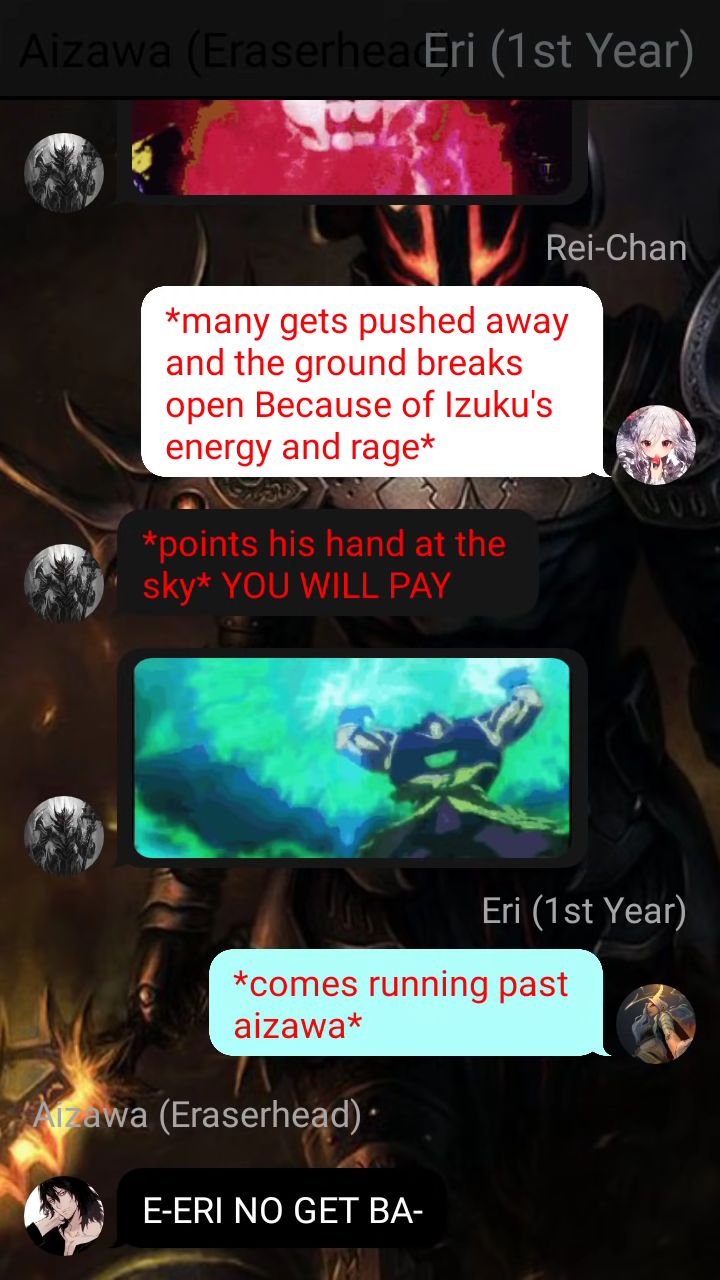 Aizawa (Eraserhead) Eri (1st Year)
Rei-Chan
*many gets pushed away
and the ground breaks
open Because of Izuku's
energy and rage*
*points his hand at the
sky* YOU WILL PAY
Eri (1st Year)
*comes running past
aizawa*
Aizawa (Eraserhead)
E-ERI NO GET BA-